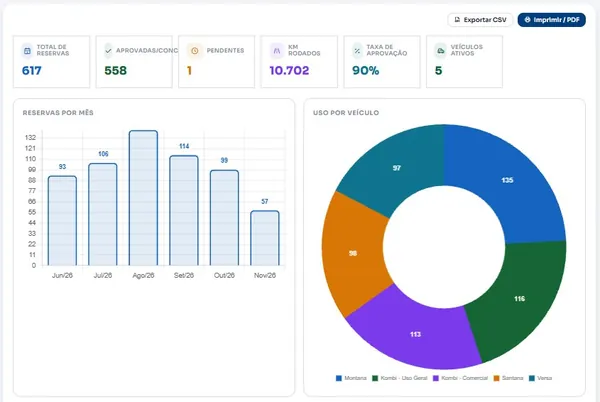 Exportar CSV
Imprimir / PDF
TOTAL DE
RESERVAS
617
APROVADAS/CONC
558
PENDENTES
1
KM
RODADOS
10.702
TAXA DE
APROVAÇÃO
90%
VEÍCULOS
ATIVOS
5
RESERVAS POR MÊS
132
121
110
99
88
77
66
55
44
33
22
11
0
93
106
114
99
57
Jun/26
Jul/26
Ago/26
Set/26
Out/26
Nov/26
USO POR VEÍCULO
135
116
113
98
97
Montana
Kombi - Uso Geral
Kombi - Comercial
Santana
Versa